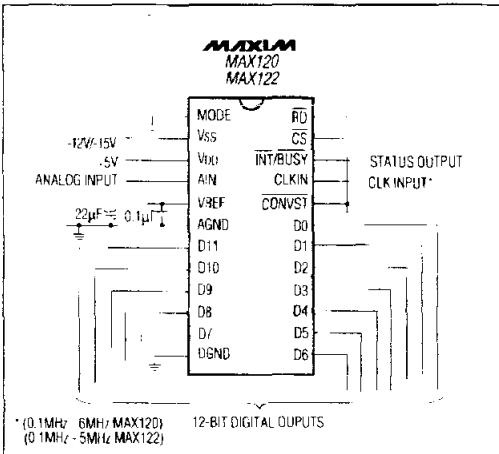 MAXIM
MAX120
MAX122
MODE
VSS
VDD
AIN
VREF
AGND
D11
D10
D9
D8
D7
DGND
RD
CS
INT/BUSY
CLKIN
CONVST
D0
D1
D2
D3
D4
D5
D6
-12V/-15V
-5V
ANALOG INPUT
22µF
0.1µ
STATUS OUTPUT
CLK INPUT*
12-BIT DIGITAL OUPUTS
* (0.1MHz 6MHz MAX120)
(0.1MHz - 5MHz MAX122)